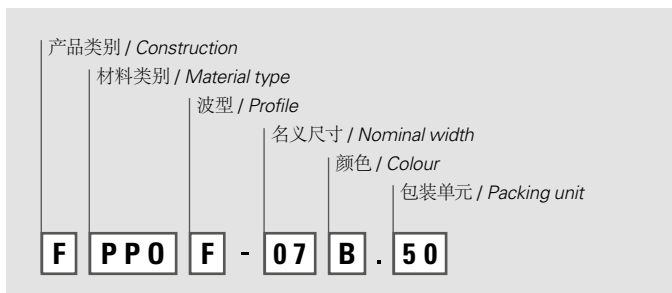 产品类别 / Construction
材料类别 / Material type
波型 / Profile
名义尺寸 / Nominal width
颜色 / Colour
包装单元 / Packing unit
F PPO F - 07 B . 50